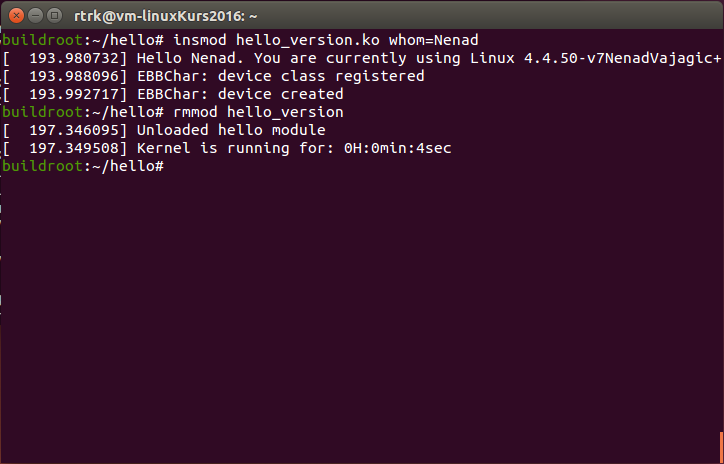 rtrk@vm-linuxKurs2016: ~
buildroot:~/hello# insmod hello_version.ko whom=Nenad
[  193.980732] Hello Nenad. You are currently using Linux 4.4.50-v7NenadVajagic+
[  193.988096] EBBChar: device class registered
[  193.992717] EBBChar: device created
buildroot:~/hello# rmmod hello_version
[  197.346095] Unloaded hello module
[  197.349508] Kernel is running for: 0H:0min:4sec
buildroot:~/hello#